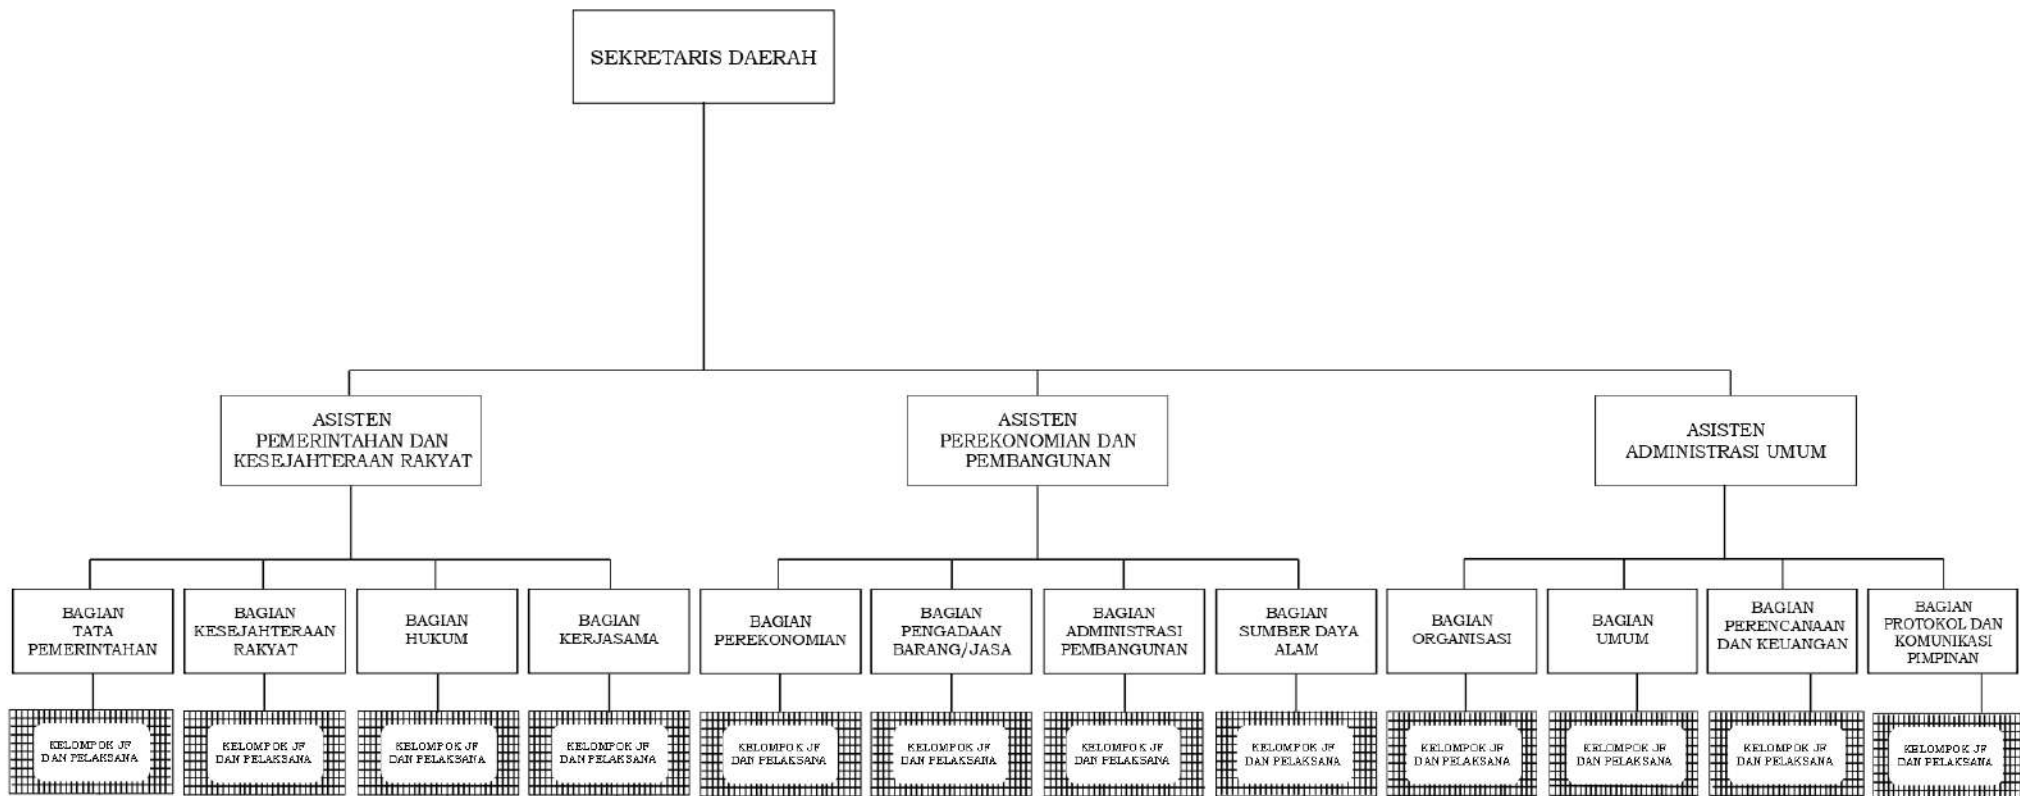 SEKRETARIS DAERAH
ASISTEN
PEMERINTAHAN DAN
KESEJAHTERAAN RAKYAT
ASISTEN
PEREKONOMIAN DAN
PEMBANGUNAN
ASISTEN
ADMINISTRASI UMUM
BAGIAN
TATA
PEMERINTAHAN
BAGIAN
KESEJAHTERAAN
RAKYAT
BAGIAN
HUKUM
BAGIAN
KERJASAMA
BAGIAN
PEREKONOMIAN
BAGIAN
PENGADAAN
BARANG/JASA
BAGIAN
ADMINISTRASI
PEMBANGUNAN
BAGIAN
SUMBER DAYA
ALAM
BAGIAN
ORGANISASI
BAGIAN
UMUM
BAGIAN
PERENCANAAN
DAN KEUANGAN
BAGIAN
PROTOKOL DAN
KOMUNIKASI
PIMPINAN
KELOMPOK JF
DAN PELAKSANA
KELOMPOK JF
DAN PELAKSANA
KELOMPOK JF
DAN PELAKSANA
KELOMPOK JF
DAN PELAKSANA
KELOMPOK JF
DAN PELAKSANA
KELOMPOK JF
DAN PELAKSANA
KELOMPOK JF
DAN PELAKSANA
KELOMPOK JF
DAN PELAKSANA
KELOMPOK JF
DAN PELAKSANA
KELOMPOK JF
DAN PELAKSANA
KELOMPOK JF
DAN PELAKSANA
KELOMPOK JF
DAN PELAKSANA